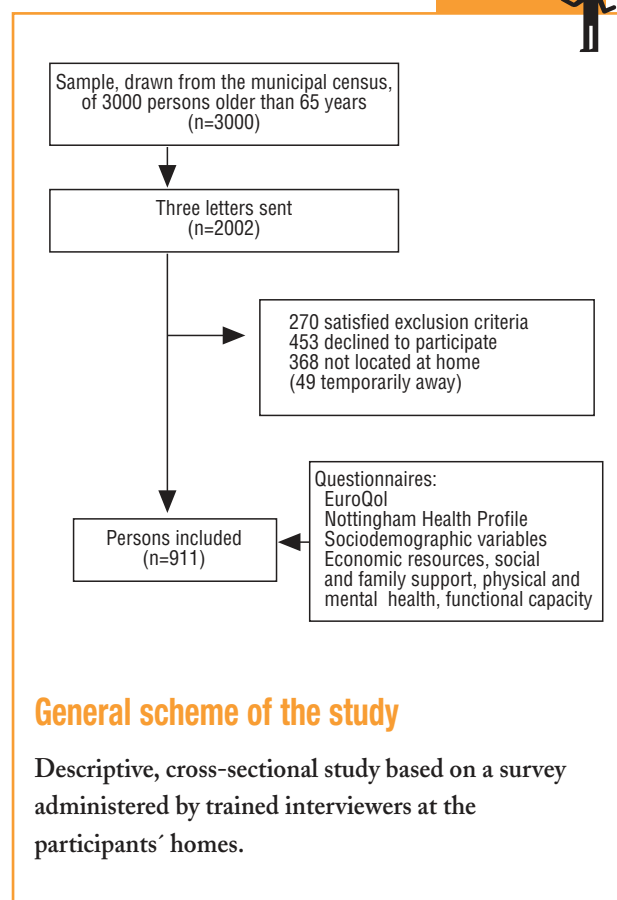 Sample, drawn from the municipal census,
of 3000 persons older than 65 years
(n=3000)
Three letters sent
(n=2002)
270 satisfied exclusion criteria
453 declined to participate
368 not located at home
(49 temporarily away)
Questionnaires:
EuroQol
Nottingham Health Profile
Sociodemographic variables
Economic resources, social
and family support, physical and
mental health, functional capacity
Persons included
(n=911)
General scheme of the study
Descriptive, cross-sectional study based on a survey
administered by trained interviewers at the
participants´ homes.